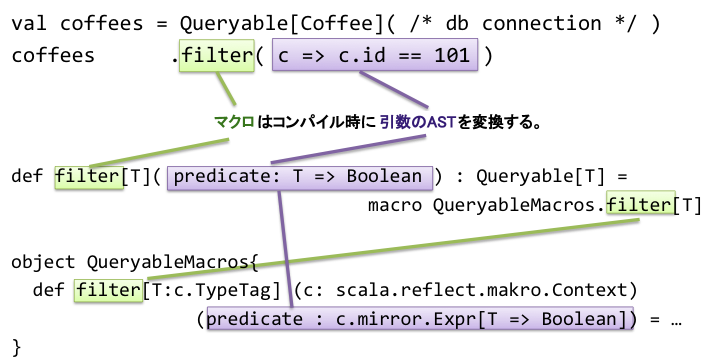 val coffees = Queryable[Coffee]( /* db connection */ )
coffees .filter( c => c.id == 101 )
マクロはコンパイル時に引数のASTを変換する。
def filter[T]( predicate: T => Boolean ) : Queryable[T] =
macro QueryableMacros.filter[T]
object QueryableMacros{
def filter[T:c.TypeTag] (c: scala.reflect.makro.Context)
(predicate : c.mirror.Expr[T => Boolean]) = …
}